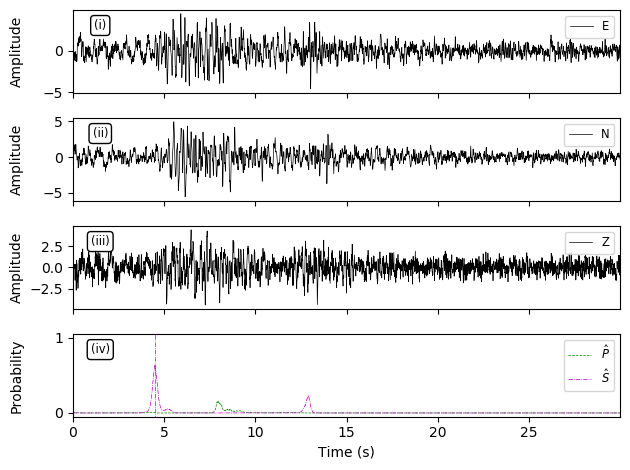 (i)
E
Amplitude
0
−5
(ii)
N
Amplitude
5
0
−5
(iii)
Z
Amplitude
2.5
0.0
−2.5
(iv)
P̂
Ŝ
Probability
1
0
0 5 10 15 20 25
Time (s)